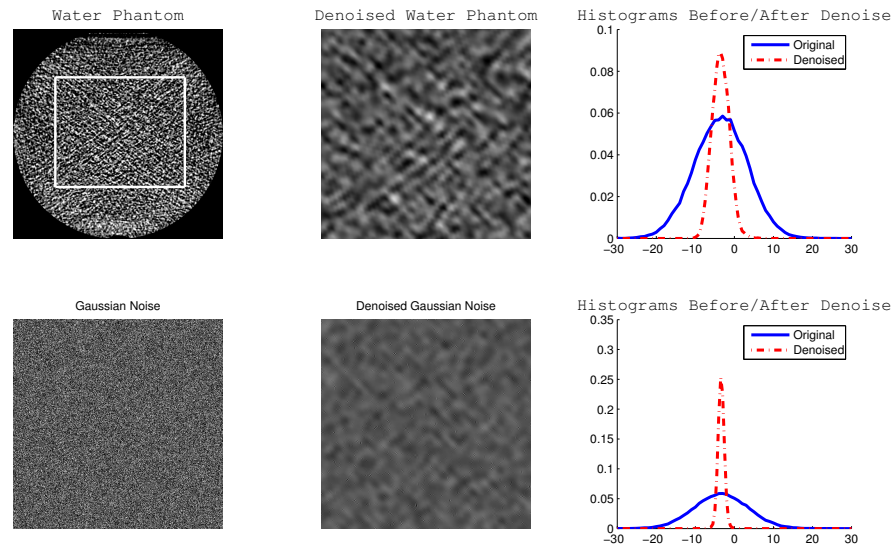 Water Phantom
Denoised Water Phantom
Histograms Before/After Denoise
0.1
0.08
0.06
0.04
0.02
0
−30 −20 −10 0 10 20 30
Original
Denoised
Gaussian Noise
Denoised Gaussian Noise
Histograms Before/After Denoise
0.35
0.3
0.25
0.2
0.15
0.1
0.05
0
−30 −20 −10 0 10 20 30
Original
Denoised